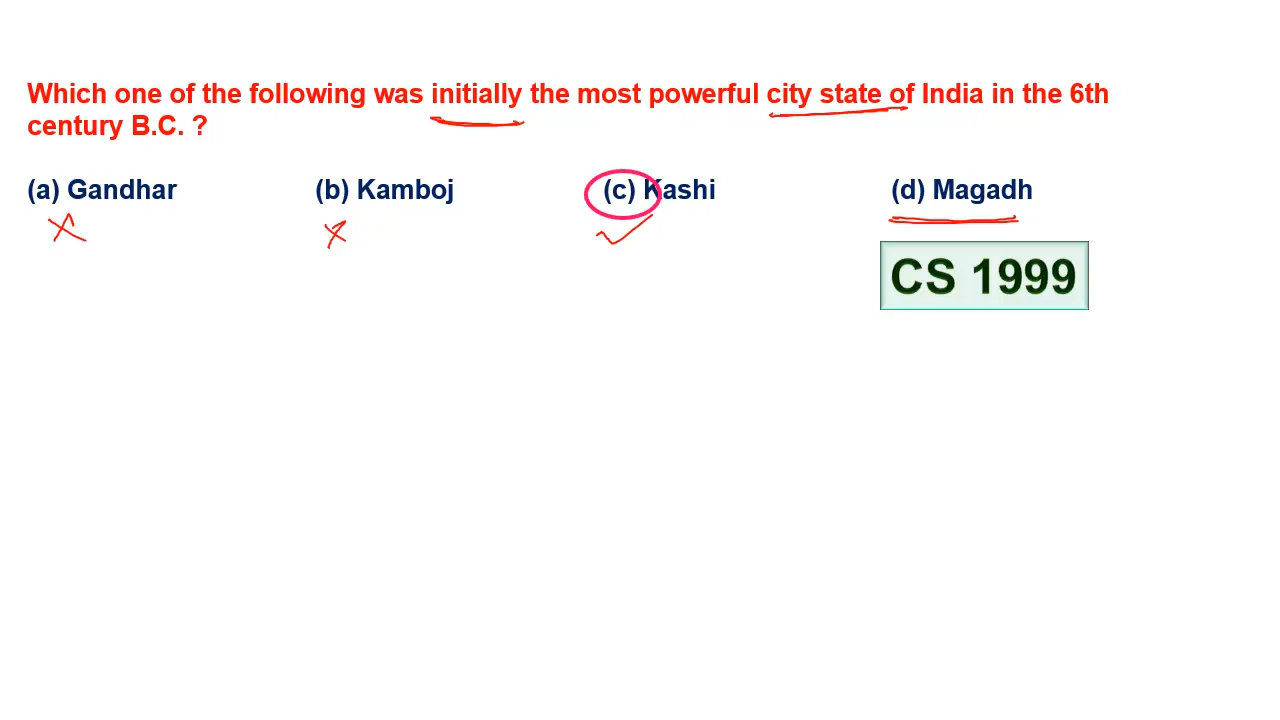 Which one of the following was initially the most powerful city state of India in the 6th
century B.C. ?
(a) Gandhar (b) Kamboj (c) Kashi (d) Magadh
CS 1999